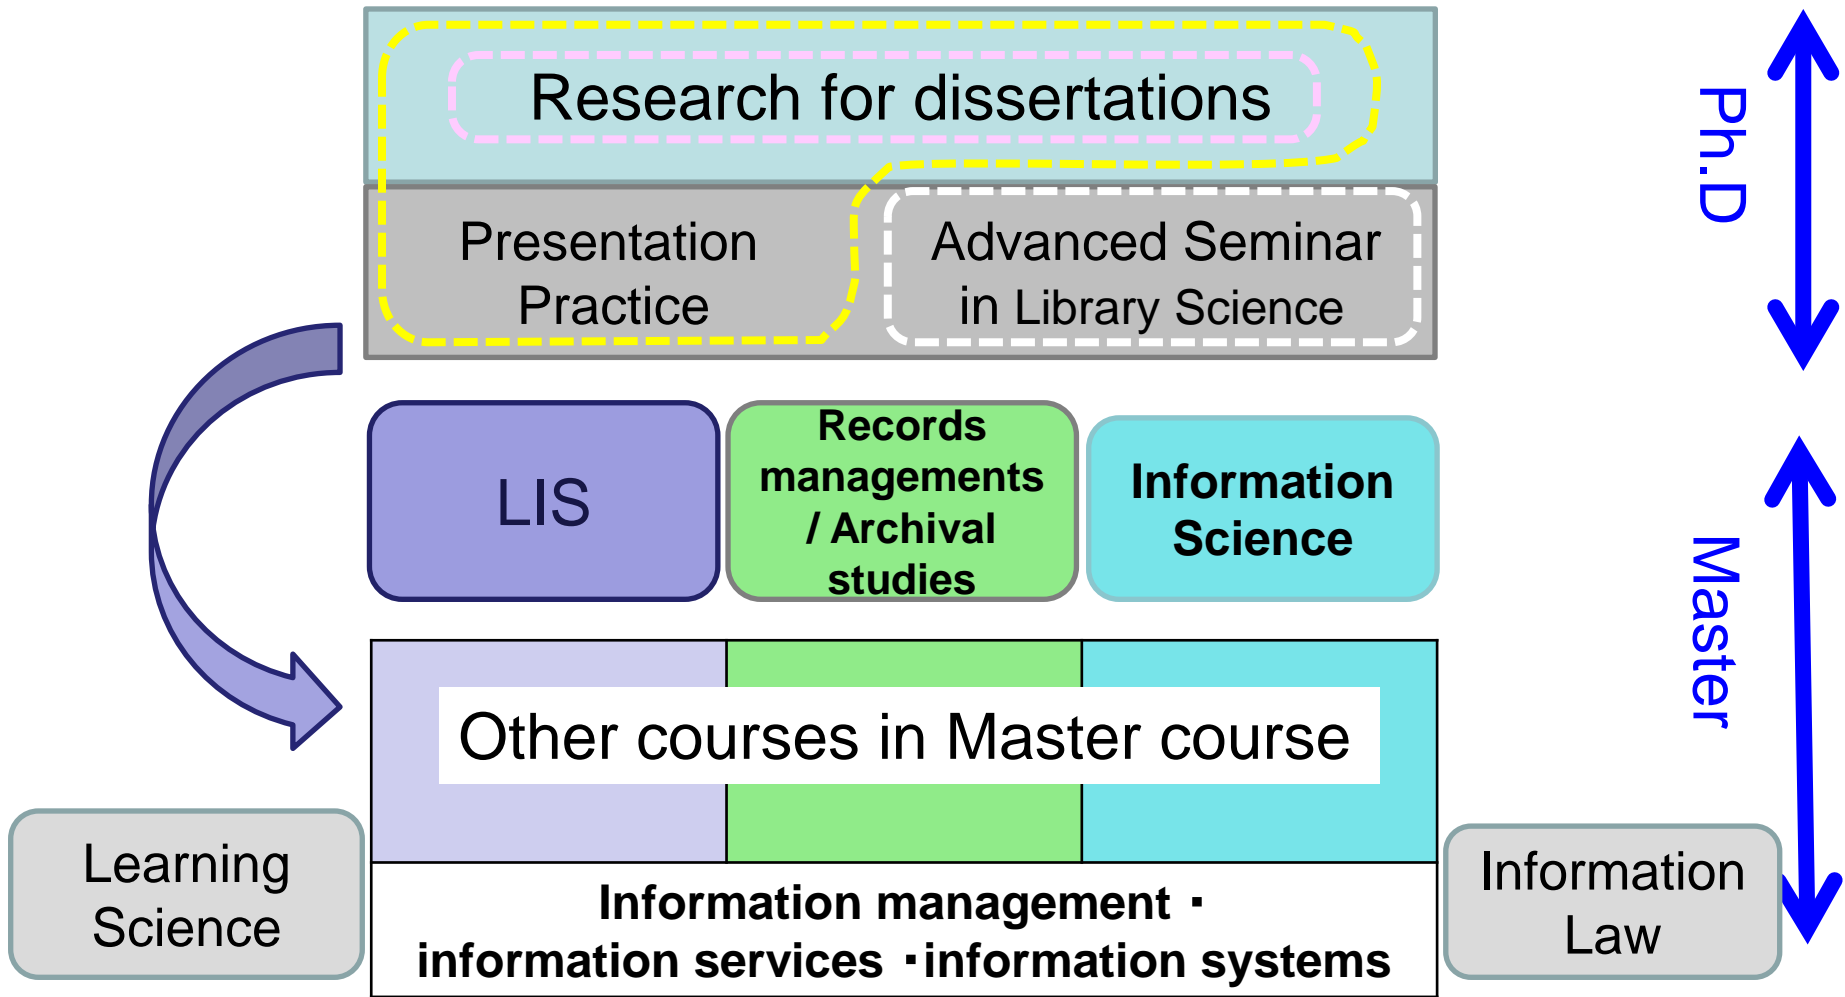 Research for dissertations
Ph.D
Presentation
Practice
Advanced Seminar
in Library Science
LIS
Records
managements
/ Archival
studies
Information
Science
Master
Other courses in Master course
Learning
Science
Information management ・
information services ・information systems
Information
Law